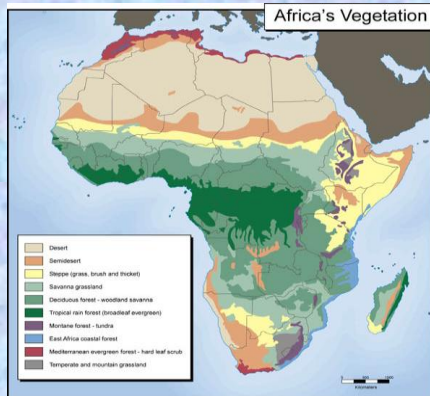 Africa's Vegetation
Desert
Semidesert
Steppe (grass, brush and thicket)
Savanna grassland
Deciduous forest - woodland savanna
Tropical rain forest (broadleaf evergreen)
Montane forest - tundra
East Africa coastal forest
Mediterranean evergreen forest - hard leaf scrub
Temperate and mountain grassland
Kilometers